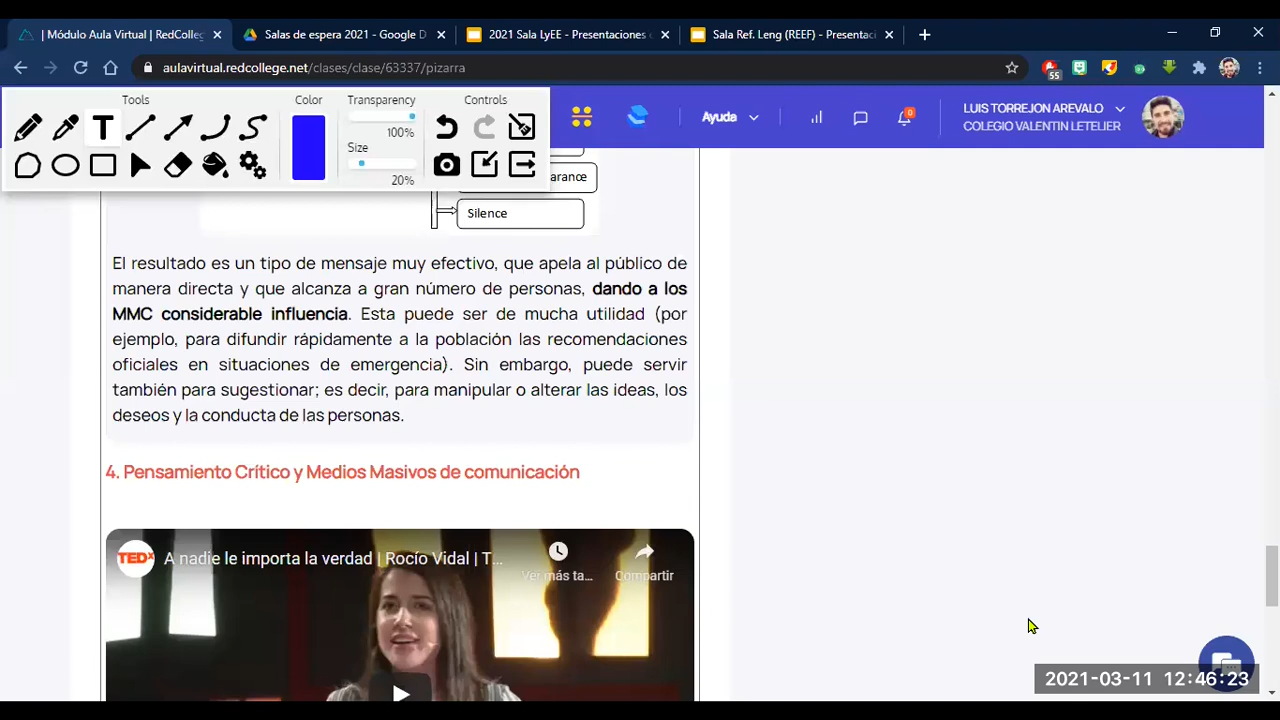 | Módulo Aula Virtual | RedColleg
Salas de espera 2021 - Google D
2021 Sala LyEE - Presentaciones
Sala Ref. Leng (REEF) - Presentac
aulavirtual.redcollege.net/clases/clase/63337/pizarra
55
Tools
Color
Transparency
Controls
100%
Size
20%
T
Ayuda
0
LUIS TORREJON AREVALO
COLEGIO VALENTIN LETELIER
Silence
El resultado es un tipo de mensaje muy efectivo, que apela al público de
manera directa y que alcanza a gran número de personas, dando a los
MMC considerable influencia. Esta puede ser de mucha utilidad (por
ejemplo, para difundir rápidamente a la población las recomendaciones
oficiales en situaciones de emergencia). Sin embargo, puede servir
también para sugestionar; es decir, para manipular o alterar las ideas, los
deseos y la conducta de las personas.
4. Pensamiento Crítico y Medios Masivos de comunicación
TEDx
A nadie le importa la verdad | Rocío Vidal | T...
Ver más ta...
Compartir
2021-03-11 12:46:23